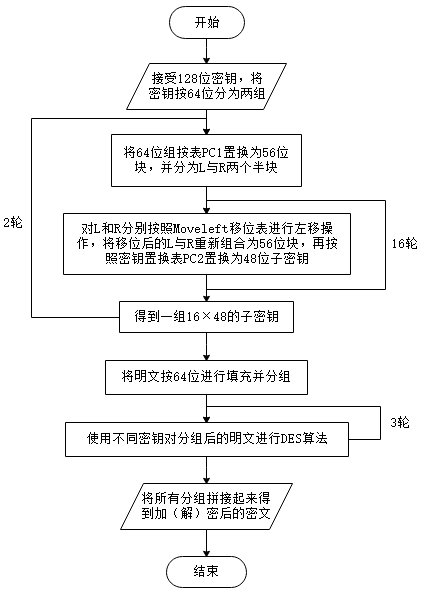 开始
接受128位密钥，将
密钥按64位分为两组
将64位组按表PC1置换为56位
块，并分为L与R两个半块
2轮
对L和R分别按照Moveleft移位表进行左移操
作，将移位后的L与R重新组合为56位块，再按
照密钥置换表PC2置换为48位子密钥
16轮
得到一组16×48的子密钥
将明文按64位进行填充并分组
3轮
使用不同密钥对分组后的明文进行DES算法
将所有分组拼接起来得
到加（解）密后的密文
结束